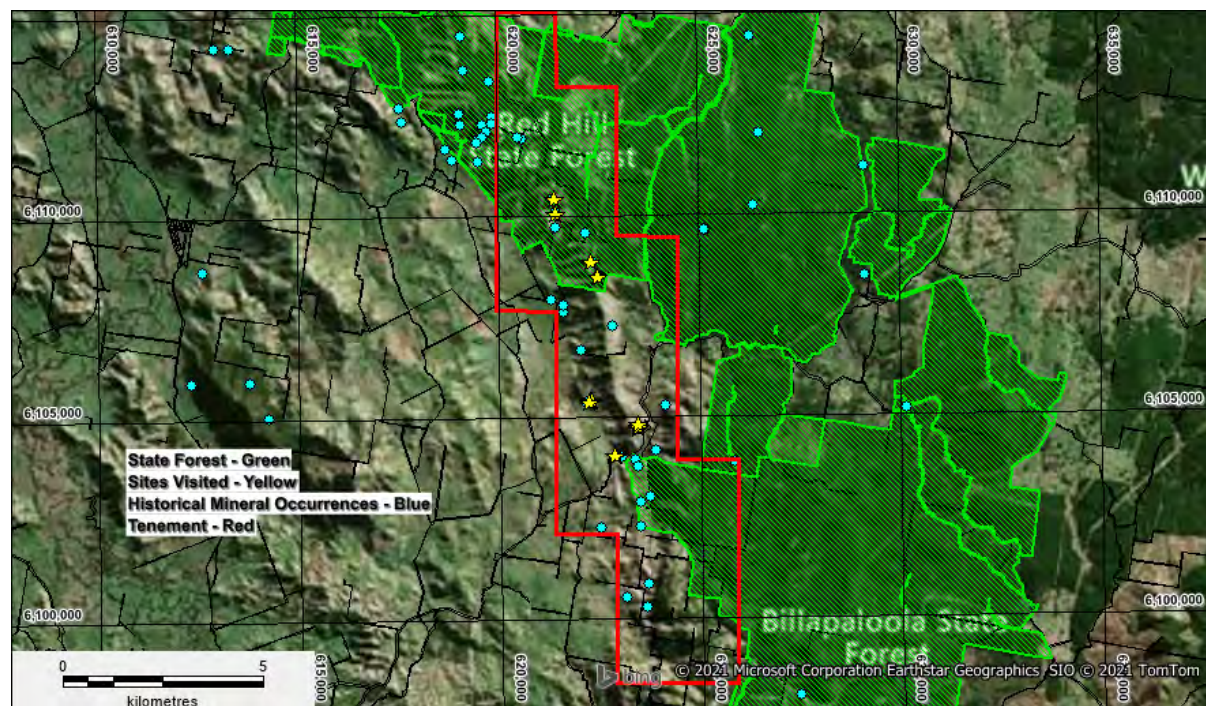 610,000
615,000
620,000
625,000
630,000
635,000
Red Hill
State Forest
W
6,110,000
6,110,000
6,105,000
6,105,000
State Forest - Green
Sites Visited - Yellow
Historical Mineral Occurrences - Blue
Tenement - Red
6,100,000
6,100,000
Billapaloola State
Forest
0 5
kilometres
615,000
620,000
bing
© 2021 Microsoft Corporation Earthstar Geographics SIO © 2021 TomTom